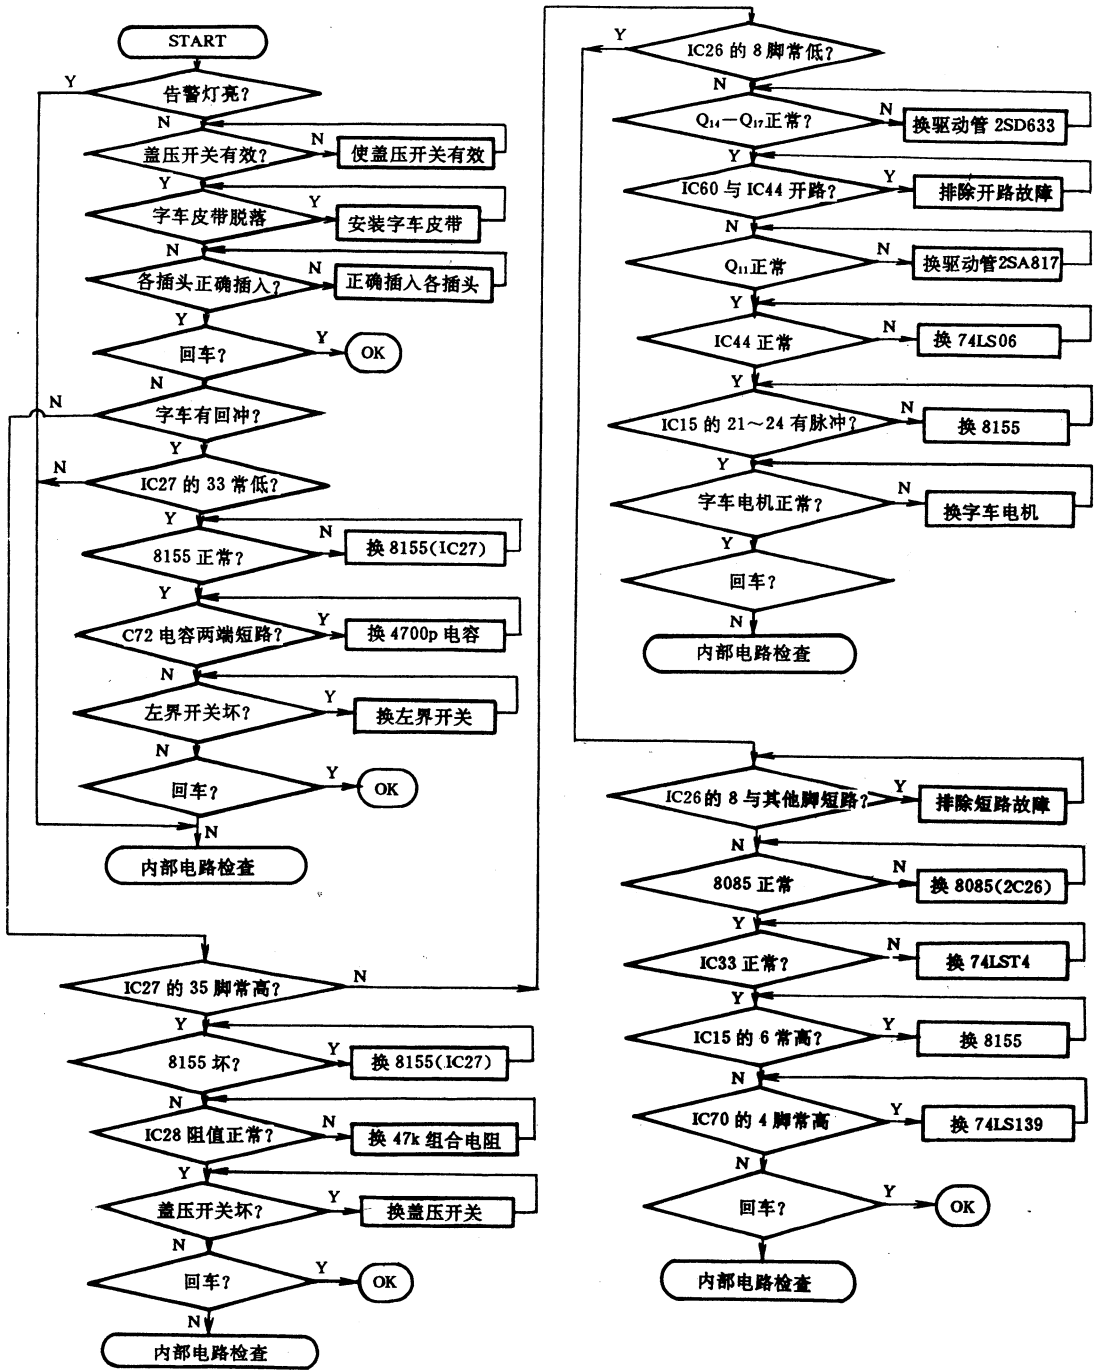 START
告警灯亮？
Y
N
盖压开关有效？
N
使盖压开关有效
Y
字车皮带脱落
Y
安装字车皮带
N
各插头正确插入？
N
正确插入各插头
Y
回车？
Y
OK
N
字车有回冲？
N
Y
IC27 的 33 常低？
N
Y
8155 正常？
N
换 8155(IC27)
Y
C72 电容两端短路？
Y
换 4700p 电容
N
左界开关坏？
Y
换左界开关
N
回车？
Y
OK
N
内部电路检查
IC27 的 35 脚常高？
N
Y
8155 坏？
Y
换 8155(IC27)
N
IC28 阻值正常？
N
换 47k 组合电阻
Y
盖压开关坏？
Y
换盖压开关
N
回车？
Y
OK
N
内部电路检查
IC26 的 8 脚常低？
Y
N
Q14－Q17正常？
N
换驱动管 2SD633
Y
IC60 与 IC44 开路？
Y
排除开路故障
N
Q11正常
N
换驱动管2SA817
Y
IC44 正常
N
换 74LS06
Y
IC15 的 21～24 有脉冲？
N
换 8155
Y
字车电机正常？
N
换字车电机
Y
回车？
N
内部电路检查
IC26 的 8 与其他脚短路？
Y
排除短路故障
N
8085 正常
N
换 8085(2C26)
Y
IC33 正常？
N
换 74LST4
Y
IC15 的 6 常高？
Y
换 8155
N
IC70 的 4 脚常高
Y
换 74LS139
N
回车？
Y
OK
内部电路检查